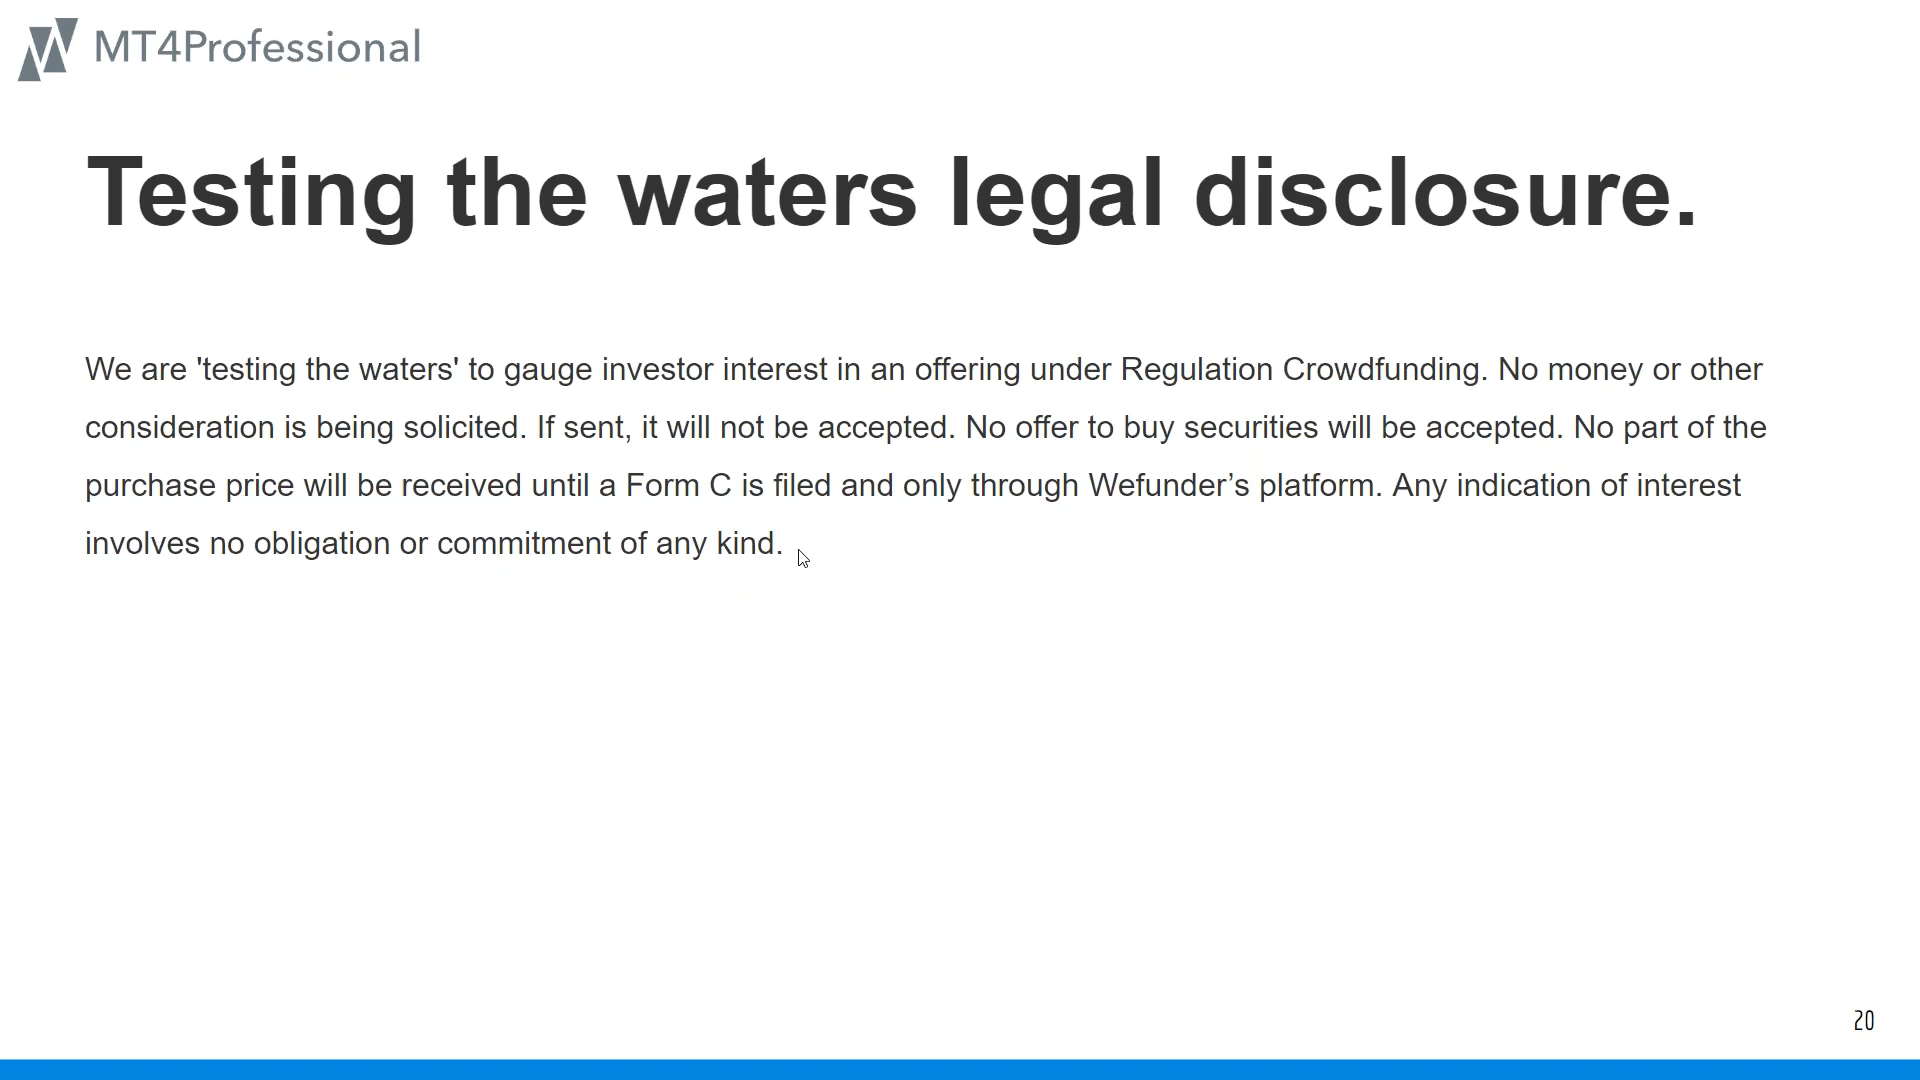 MT4Professional
Testing the waters legal disclosure.
We are 'testing the waters' to gauge investor interest in an offering under Regulation Crowdfunding. No money or other
consideration is being solicited. If sent, it will not be accepted. No offer to buy securities will be accepted. No part of the
purchase price will be received until a Form C is filed and only through Wefunder’s platform. Any indication of interest
involves no obligation or commitment of any kind.
20